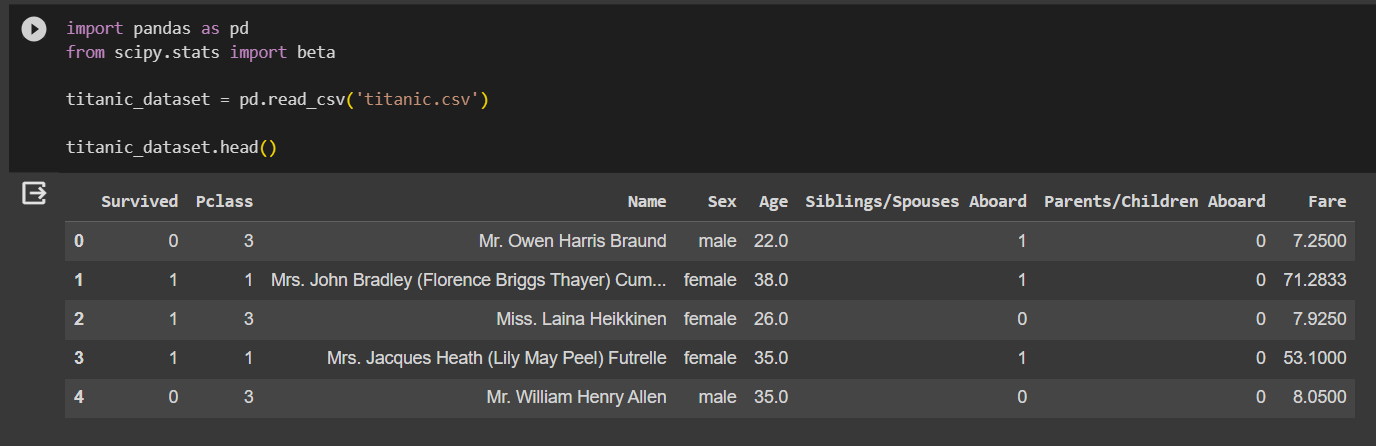 import pandas as pd
from scipy.stats import beta
titanic_dataset = pd.read_csv('titanic.csv')
titanic_dataset.head()
Survived Pclass Name Sex Age Siblings/Spouses Aboard Parents/Children Aboard Fare
0 0 3 Mr. Owen Harris Braund male 22.0 1 0 7.2500
1 1 1 Mrs. John Bradley (Florence Briggs Thayer) Cum... female 38.0 1 0 71.2833
2 1 3 Miss. Laina Heikkinen female 26.0 0 0 7.9250
3 1 1 Mrs. Jacques Heath (Lily May Peel) Futrelle female 35.0 1 0 53.1000
4 0 3 Mr. William Henry Allen male 35.0 0 0 8.0500